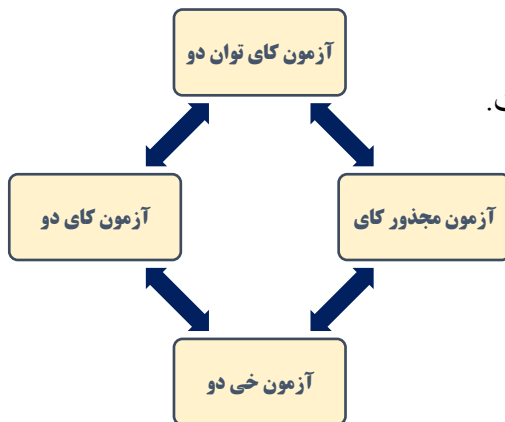 آزمون کای توان دو
آزمون مجذور کای
آزمون کای دو
آزمون خی دو